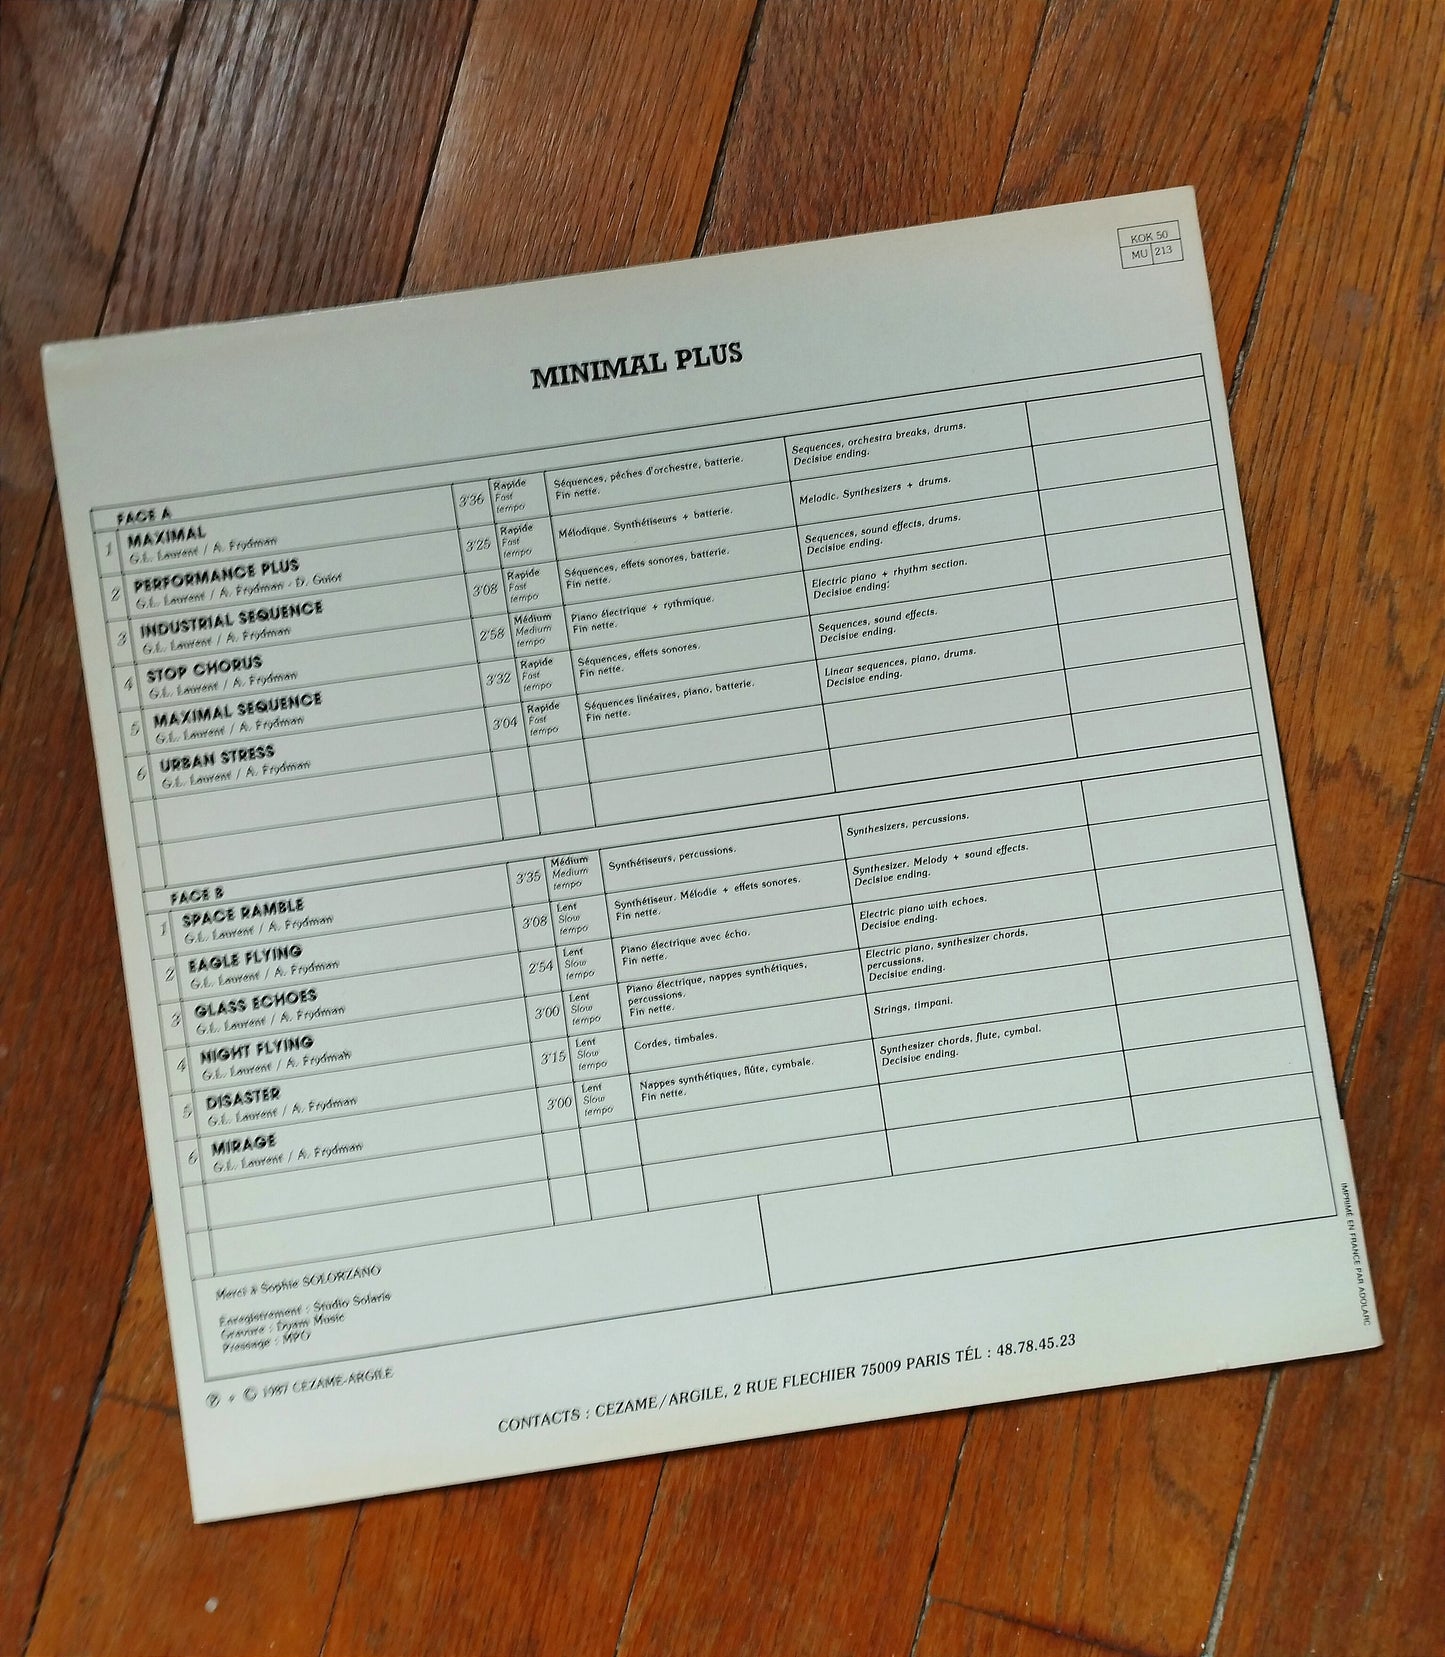 KOK 50
MU 213
MINIMAL PLUS
FACE A
1 MAXIMAL
G.L. Laurent / A. Frydman
3'36
Rapide
Fast
tempo
Séquences, pêches d'orchestre, batterie.
Fin nette.
Sequences, orchestra breaks, drums.
Decisive ending.
2 PERFORMANCE PLUS
G.L. Laurent / A. Frydman - D. Guiot
3'25
Rapide
Fast
tempo
Mélodique. Synthétiseurs + batterie.
Melodic. Synthesizers + drums.
3 INDUSTRIAL SEQUENCE
G.L. Laurent / A. Frydman
3'08
Rapide
Fast
tempo
Séquences, effets sonores, batterie.
Fin nette.
Sequences, sound effects, drums.
Decisive ending.
4 STOP CHORUS
G.L. Laurent / A. Frydman
2'58
Médium
Medium
tempo
Piano électrique + rythmique.
Fin nette.
Electric piano + rhythm section.
Decisive ending.
5 MAXIMAL SEQUENCE
G.L. Laurent / A. Frydman
3'32
Rapide
Fast
tempo
Séquences, effets sonores.
Fin nette.
Sequences, sound effects.
Decisive ending.
6 URBAN STRESS
G.L. Laurent / A. Frydman
3'04
Rapide
Fast
tempo
Séquences linéaires, piano, batterie.
Fin nette.
Linear sequences, piano, drums.
Decisive ending.
FACE B
1 SPACE RAMBLE
G.L. Laurent / A. Frydman
3'35
Médium
Medium
tempo
Synthétiseurs, percussions.
Synthesizers, percussions.
2 EAGLE FLYING
G.L. Laurent / A. Frydman
3'08
Lent
Slow
tempo
Synthétiseur. Mélodie + effets sonores.
Fin nette.
Synthesizer. Melody + sound effects.
Decisive ending.
3 GLASS ECHOES
G.L. Laurent / A. Frydman
2'54
Lent
Slow
tempo
Piano électrique avec écho.
Fin nette.
Electric piano with echoes.
Decisive ending.
4 NIGHT FLYING
G.L. Laurent / A. Frydman
3'00
Lent
Slow
tempo
Piano électrique, nappes synthétiques,
percussions.
Fin nette.
Electric piano, synthesizer chords,
percussions.
Decisive ending.
5 DISASTER
G.L. Laurent / A. Frydman
3'15
Lent
Slow
tempo
Cordes, timbales.
Strings, timpani.
6 MIRAGE
G.L. Laurent / A. Frydman
3'00
Lent
Slow
tempo
Nappes synthétiques, flûte, cymbale.
Fin nette.
Synthesizer chords, flute, cymbal.
Decisive ending.
Merci à Sophie SOLORZANO
Enregistrement : Studio Solaris
Gravure : Dyam Music
Pressage : MPO
℗ + © 1987 CEZAME-ARGILE
CONTACTS : CEZAME/ARGILE, 2 RUE FLECHIER 75009 PARIS TÉL : 48.78.45.23
IMPRIMÉ EN FRANCE PAR ADOLARC